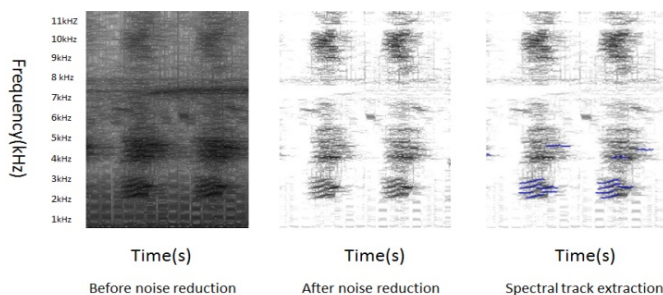 Frequency(kHz)
11kHZ
10kHz
9kHz
8 kHz
7kHz
6kHz
5kHz
4kHz
3kHz
2kHz
1kHz
Time(s)
Time(s)
Time(s)
Before noise reduction
After noise reduction
Spectral track extraction